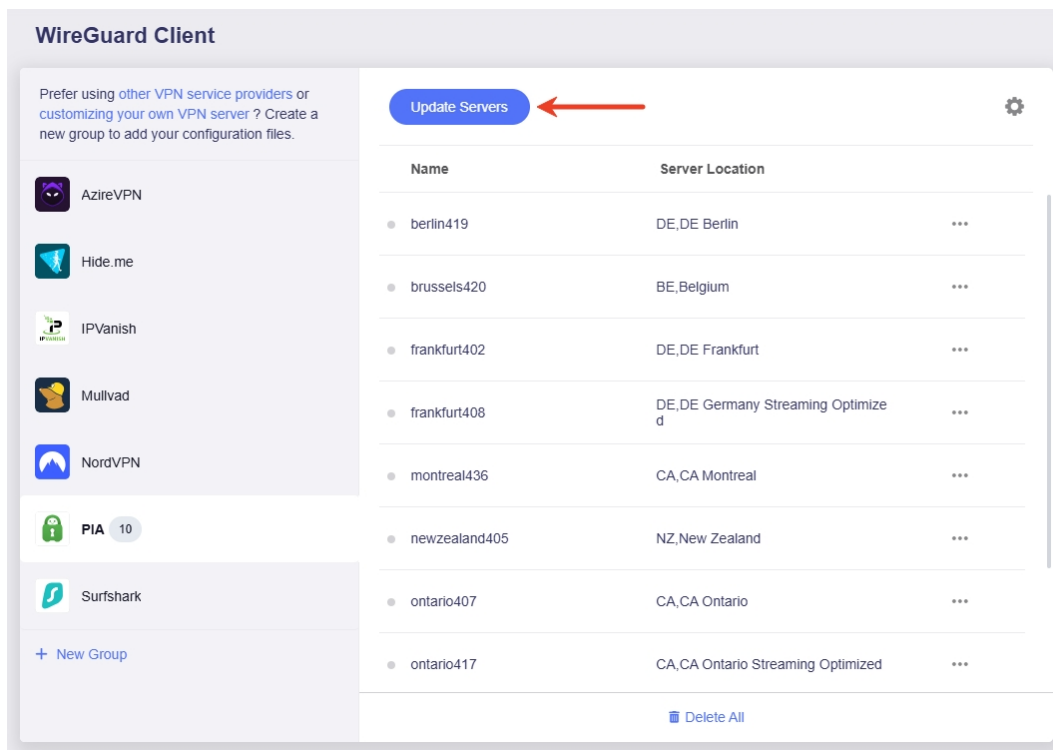 WireGuard Client
Prefer using other VPN service providers or
customizing your own VPN server ? Create a
new group to add your configuration files.
AzireVPN
Hide.me
IPVANISH
IPVanish
Mullvad
NordVPN
PIA 10
Surfshark
+ New Group
Update Servers
Name Server Location
berlin419 DE,DE Berlin
brussels420 BE,Belgium
frankfurt402 DE,DE Frankfurt
frankfurt408 DE,DE Germany Streaming Optimize
d
montreal436 CA,CA Montreal
newzealand405 NZ,New Zealand
ontario407 CA,CA Ontario
ontario417 CA,CA Ontario Streaming Optimized
Delete All